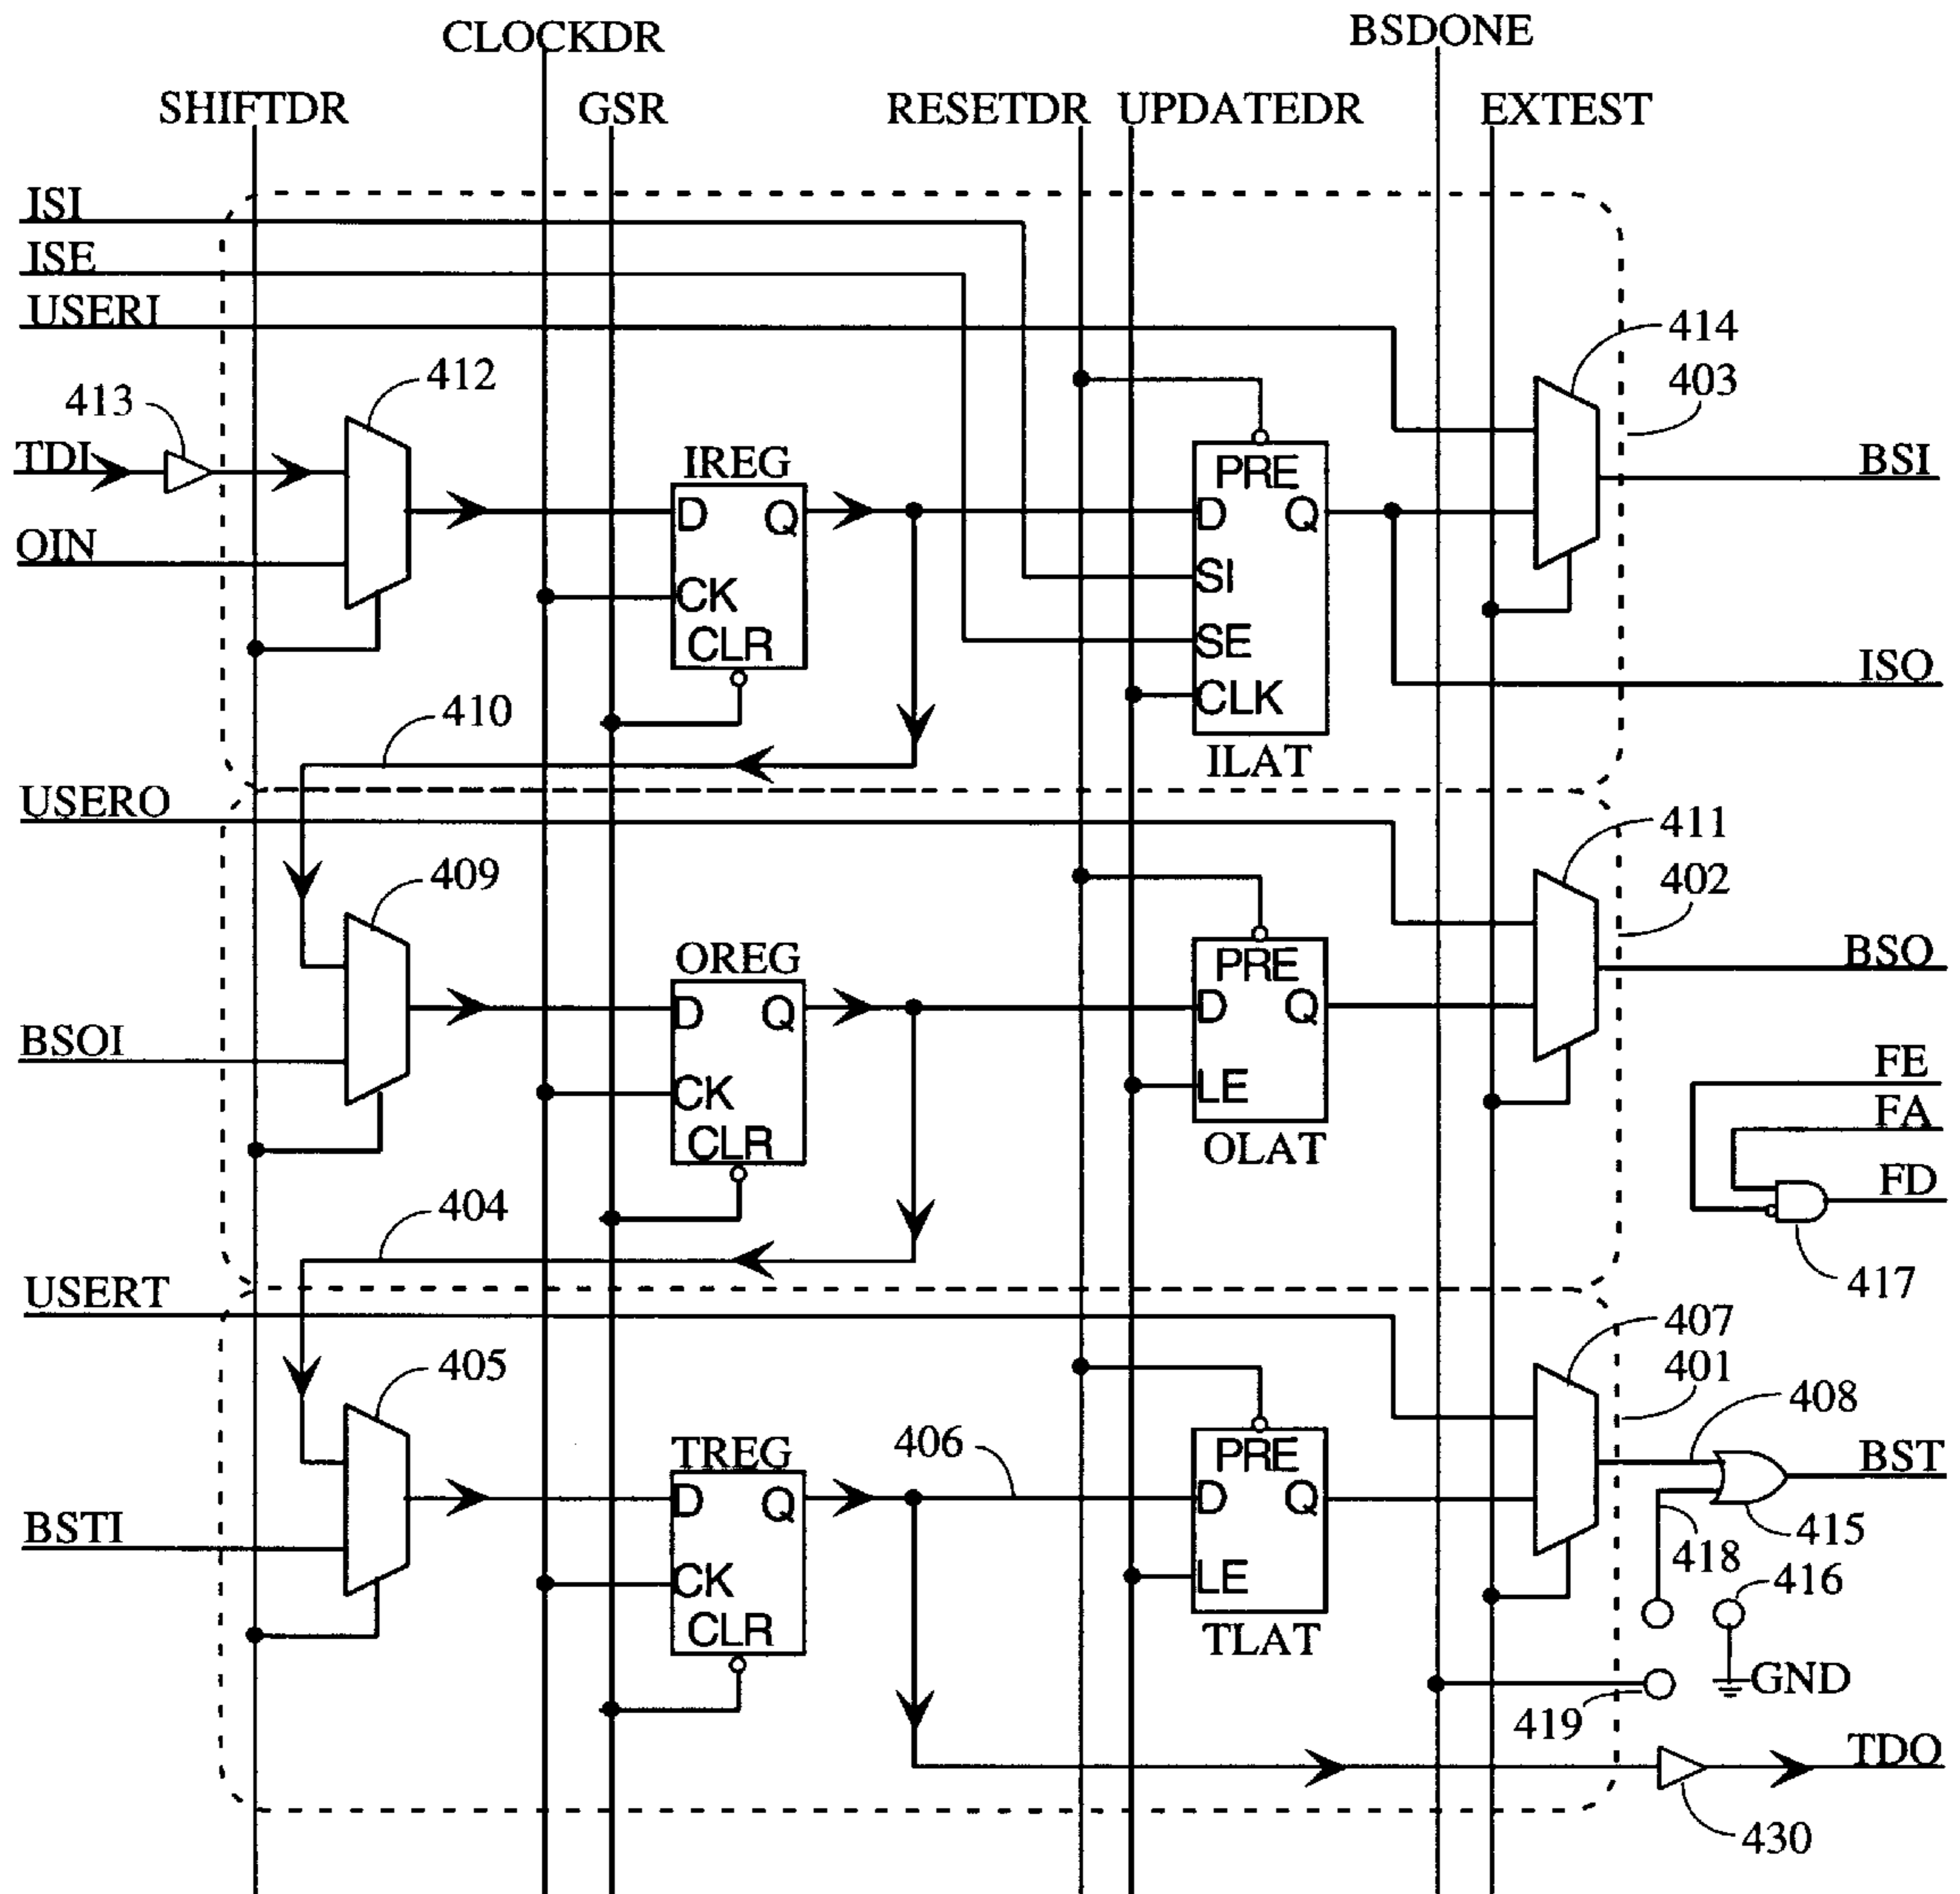 CLOCKDR
BSDONE
SHIFTDR
GSR
RESETDR
UPDATEDR
EXTEST
ISI
ISE
USERI
414
412
403
413
TDI
IREG
PRE
BSI
D
Q
D
Q
OIN
SI
CK
SE
CLR
ISO
CLK
410
ILAT
USERO
411
409
402
OREG
PRE
BSO
D
Q
D
Q
BSOI
FE
CK
LE
FA
CLR
OLAT
FD
404
417
USERT
407
405
401
408
TREG
406
PRE
BST
D
Q
D
Q
BSTI
415
418
CK
LE
416
CLR
TLAT
GND
419
TDO
430